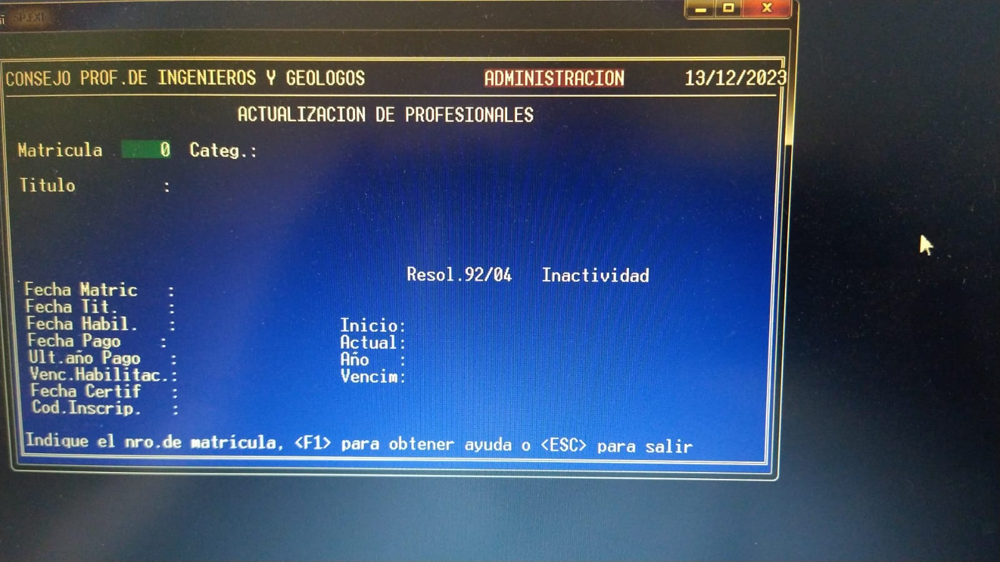 CONSEJO PROF.DE INGENIEROS Y GEOLOGOS ADMINISTRACION 13/12/2023
ACTUALIZACION DE PROFESIONALES
Matricula 0 Categ.:
Titulo :
Resol.92/04 Inactividad
Fecha Matric :
Fecha Tit. :
Fecha Habil. : Inicio:
Fecha Pago : Actual:
Ult.año Pago : Año :
Venc.Habilitac.: Vencim:
Fecha Certif :
Cod.Inscrip. :
Indique el nro.de matrícula, <F1> para obtener ayuda o <ESC> para salir